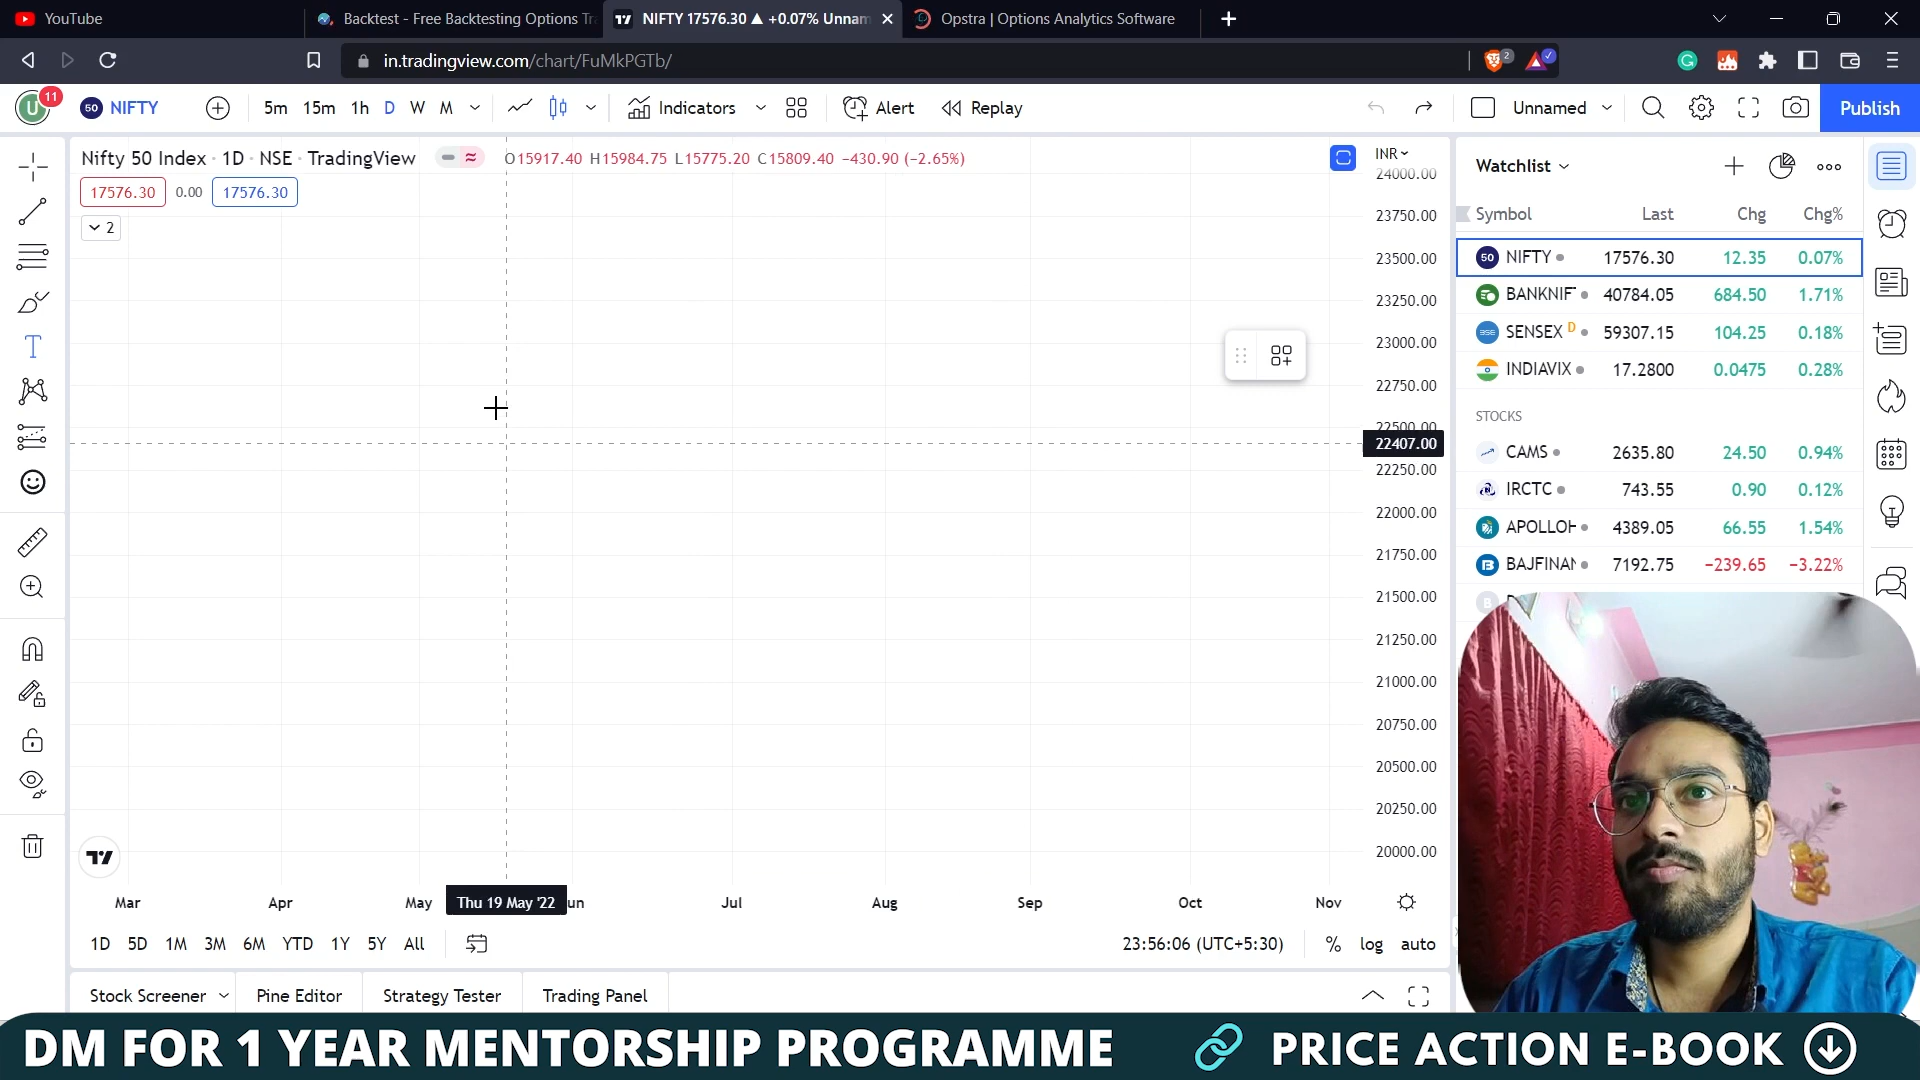 YouTube
Backtest - Free Backtesting Options Tr
NIFTY 17576.30 ▲ +0.07% Unnam
Opstra | Options Analytics Software
in.tradingview.com/chart/FuMkPGTb/
2
U 11
50 NIFTY
5m 15m 1h D W M
Indicators
Alert
Replay
Unnamed
Publish
Nifty 50 Index · 1D · NSE · TradingView
O15917.40 H15984.75 L15775.20 C15809.40 −430.90 (−2.65%)
17576.30 0.00 17576.30
2
INR
24000.00
23750.00
23500.00
23250.00
23000.00
22750.00
22500.00
22407.00
22250.00
22000.00
21750.00
21500.00
21250.00
21000.00
20750.00
20500.00
20250.00
20000.00
Mar Apr May Thu 19 May '22 un Jul Aug Sep Oct Nov
1D 5D 1M 3M 6M YTD 1Y 5Y All
23:56:06 (UTC+5:30) % log auto
Stock Screener Pine Editor Strategy Tester Trading Panel
Watchlist
Symbol Last Chg Chg%
50 NIFTY 17576.30 12.35 0.07%
BANKNIF 40784.05 684.50 1.71%
BSE SENSEX D 59307.15 104.25 0.18%
INDIAVIX 17.2800 0.0475 0.28%
STOCKS
CAMS 2635.80 24.50 0.94%
IRCTC 743.55 0.90 0.12%
APOLLOH 4389.05 66.55 1.54%
B BAJFINAN 7192.75 −239.65 −3.22%
DM FOR 1 YEAR MENTORSHIP PROGRAMME
PRICE ACTION E-BOOK